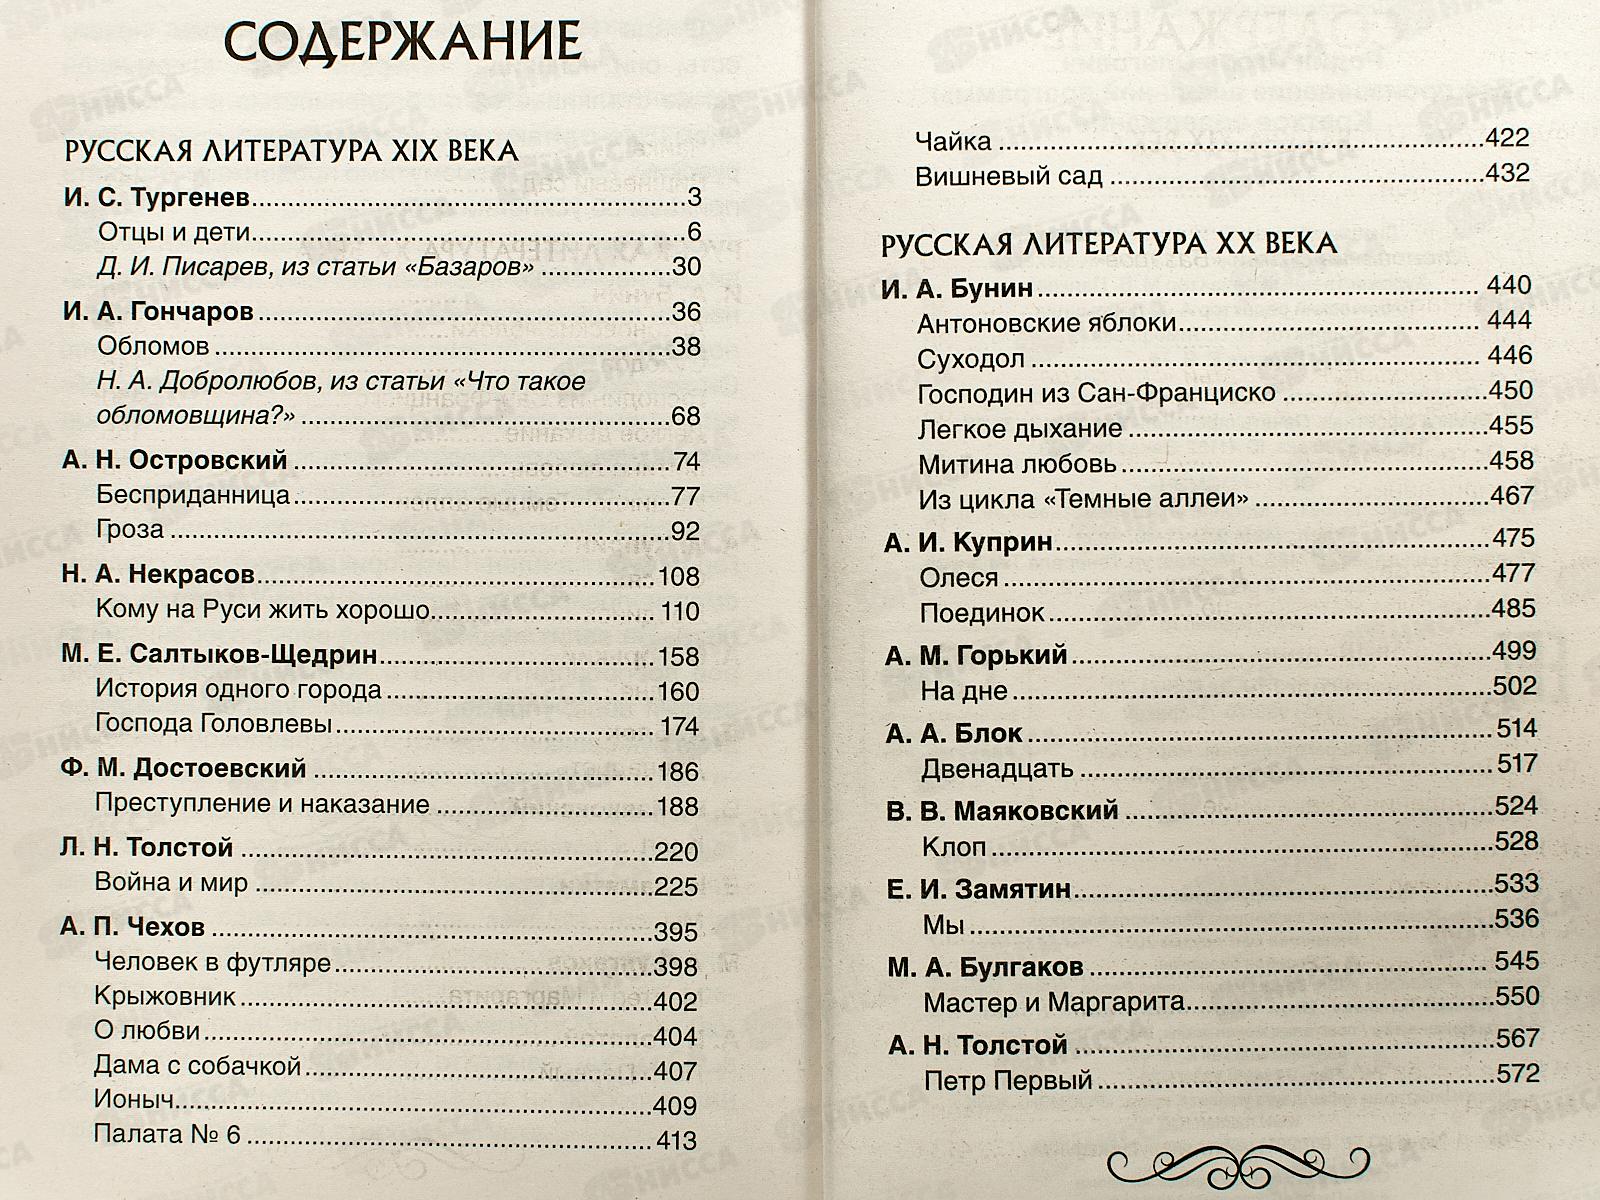 СОДЕРЖАНИЕ
РУССКАЯ ЛИТЕРАТУРА XIX ВЕКА
И. С. Тургенев 3
Отцы и дети 6
Д. И. Писарев, из статьи «Базаров» 30
И. А. Гончаров 36
Обломов 38
Н. А. Добролюбов, из статьи «Что такое
обломовщина?» 68
А. Н. Островский 74
Бесприданница 77
Гроза 92
Н. А. Некрасов 108
Кому на Руси жить хорошо 110
М. Е. Салтыков-Щедрин 158
История одного города 160
Господа Головлевы 174
Ф. М. Достоевский 186
Преступление и наказание 188
Л. Н. Толстой 220
Война и мир 225
А. П. Чехов 395
Человек в футляре 398
Крыжовник 402
О любви 404
Дама с собачкой 407
Ионыч 409
Палата № 6 413
Чайка 422
Вишневый сад 432
РУССКАЯ ЛИТЕРАТУРА XX ВЕКА
И. А. Бунин 440
Антоновские яблоки 444
Суходол 446
Господин из Сан-Франциско 450
Легкое дыхание 455
Митина любовь 458
Из цикла «Темные аллеи» 467
А. И. Куприн 475
Олеся 477
Поединок 485
А. М. Горький 499
На дне 502
А. А. Блок 514
Двенадцать 517
В. В. Маяковский 524
Клоп 528
Е. И. Замятин 533
Мы 536
М. А. Булгаков 545
Мастер и Маргарита 550
А. Н. Толстой 567
Петр Первый 572